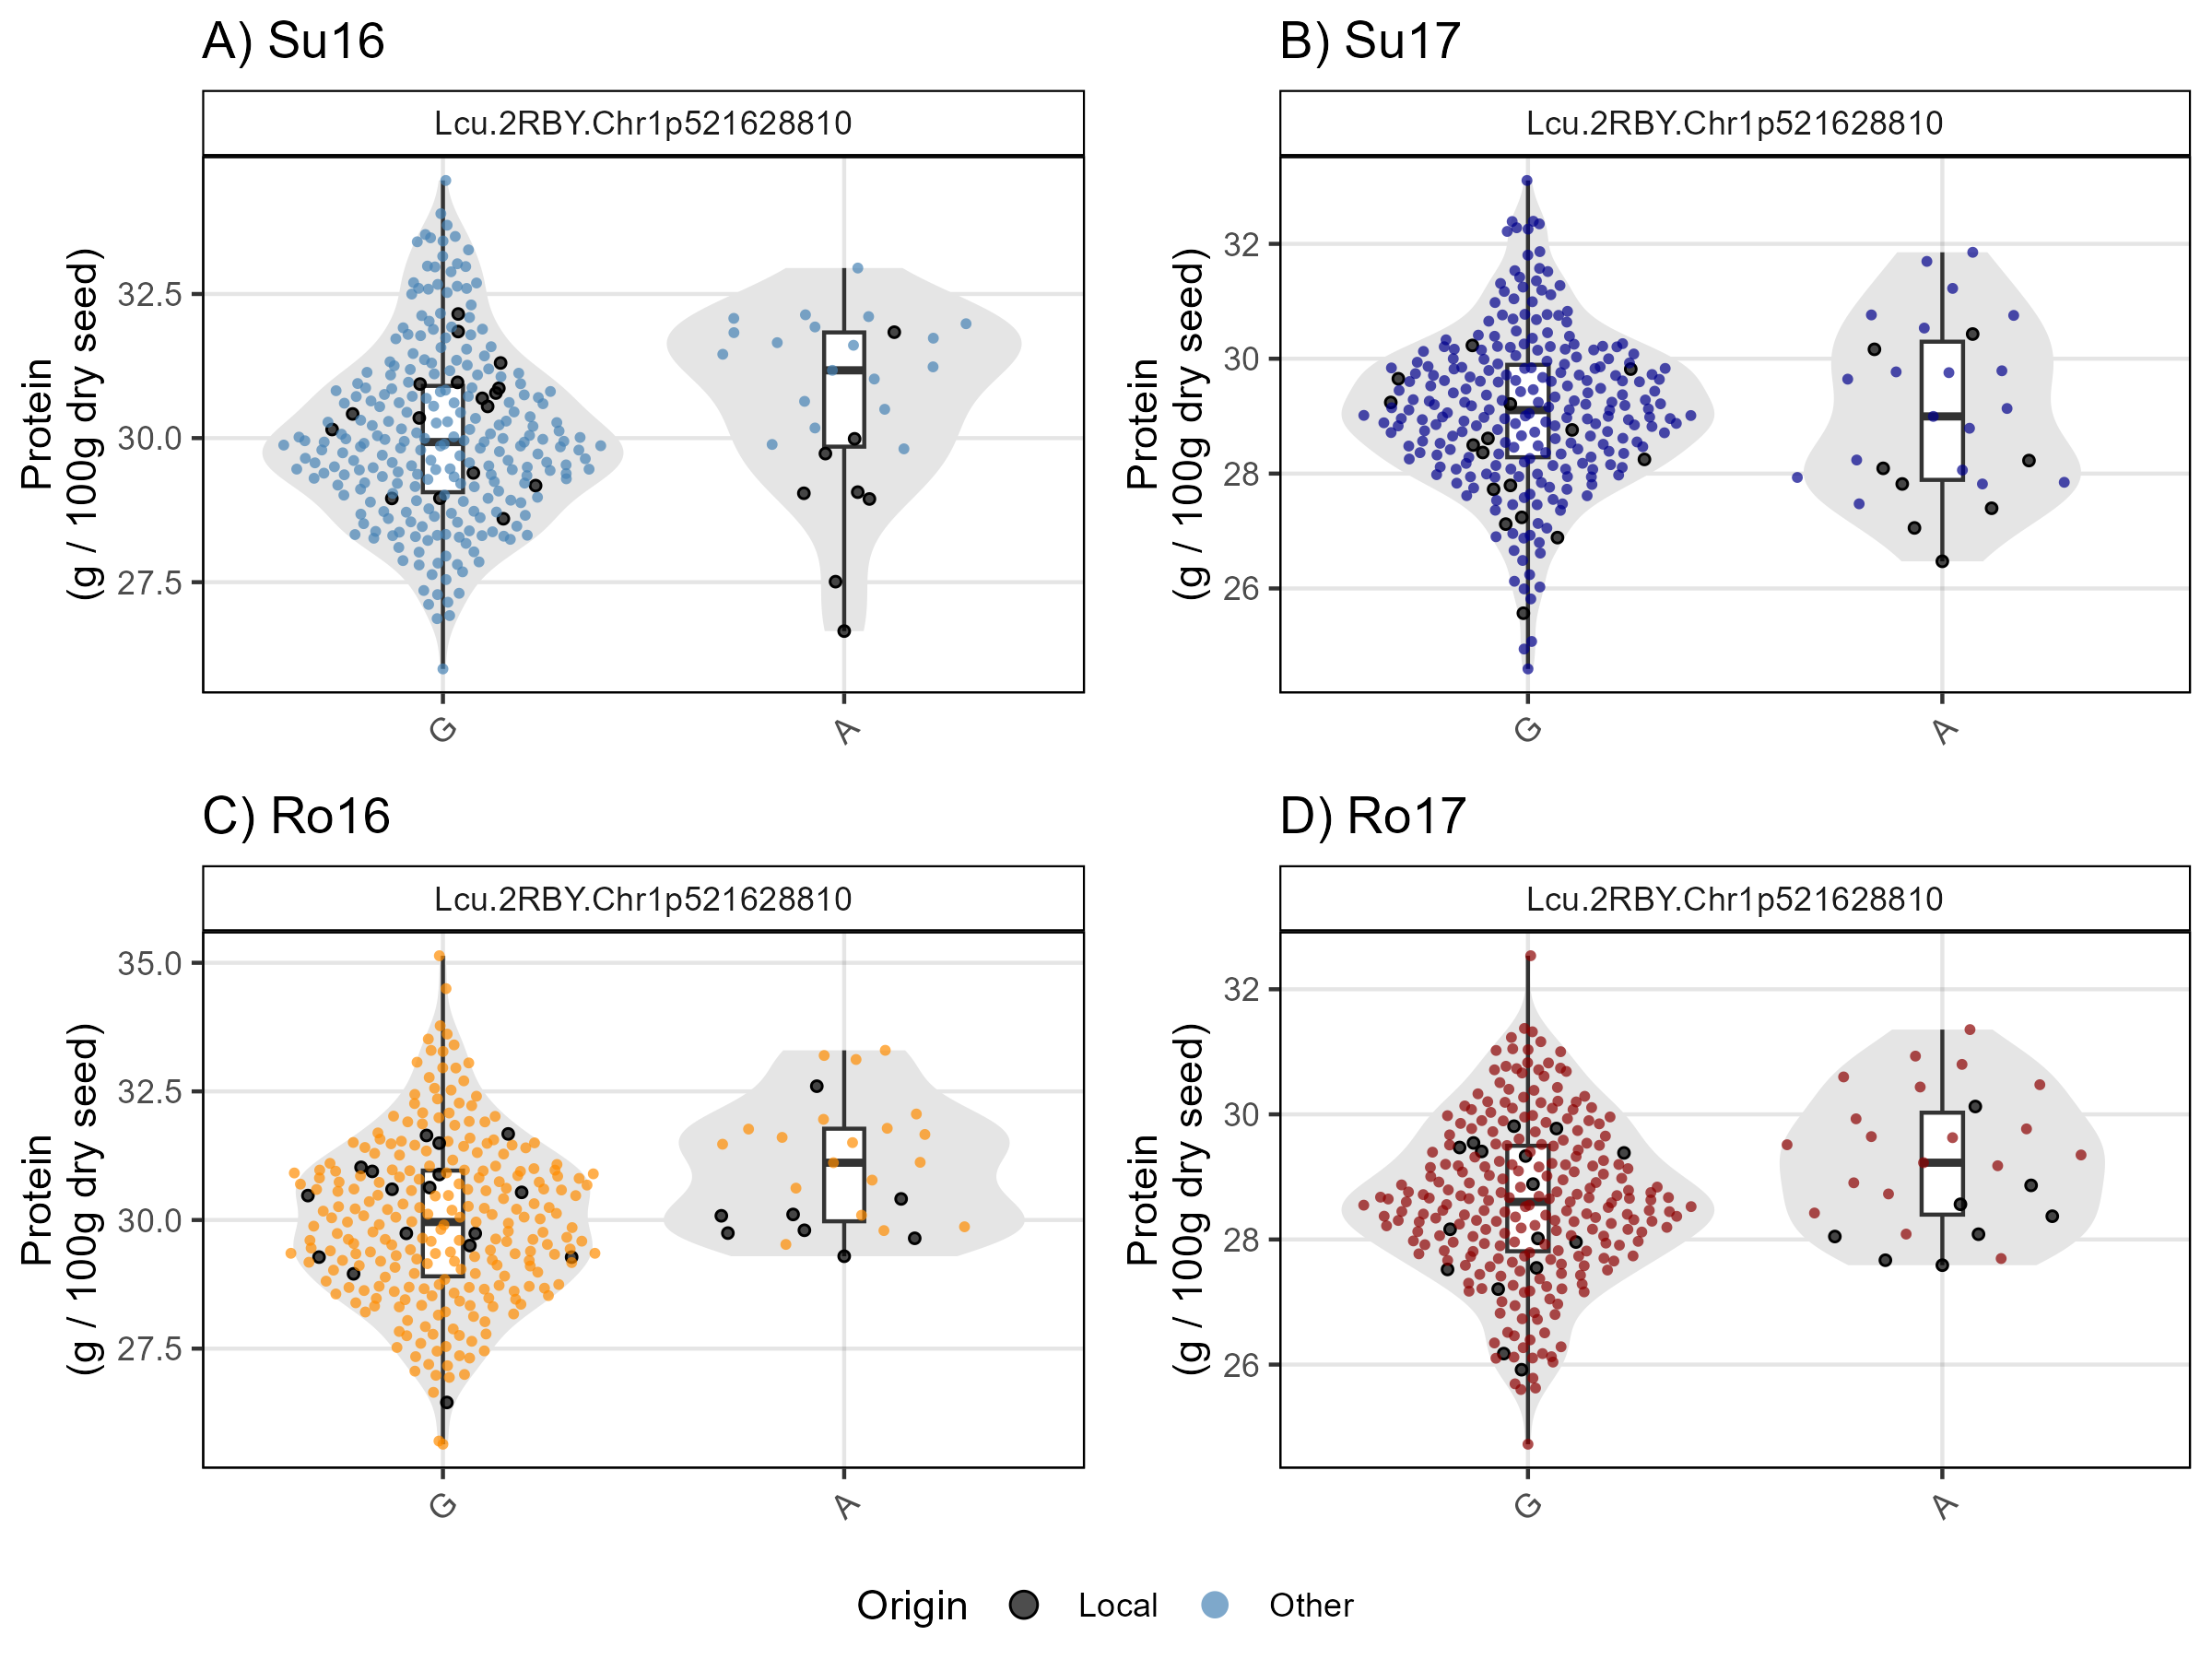 A) Su16
Lcu.2RBY.Chr1p521628810
Protein
(g / 100g dry seed)
32.5
30.0
27.5
G
A
B) Su17
Lcu.2RBY.Chr1p521628810
Protein
(g / 100g dry seed)
32
30
28
26
G
A
C) Ro16
Lcu.2RBY.Chr1p521628810
Protein
(g / 100g dry seed)
35.0
32.5
30.0
27.5
G
A
D) Ro17
Lcu.2RBY.Chr1p521628810
Protein
(g / 100g dry seed)
32
30
28
26
G
A
Origin Local Other